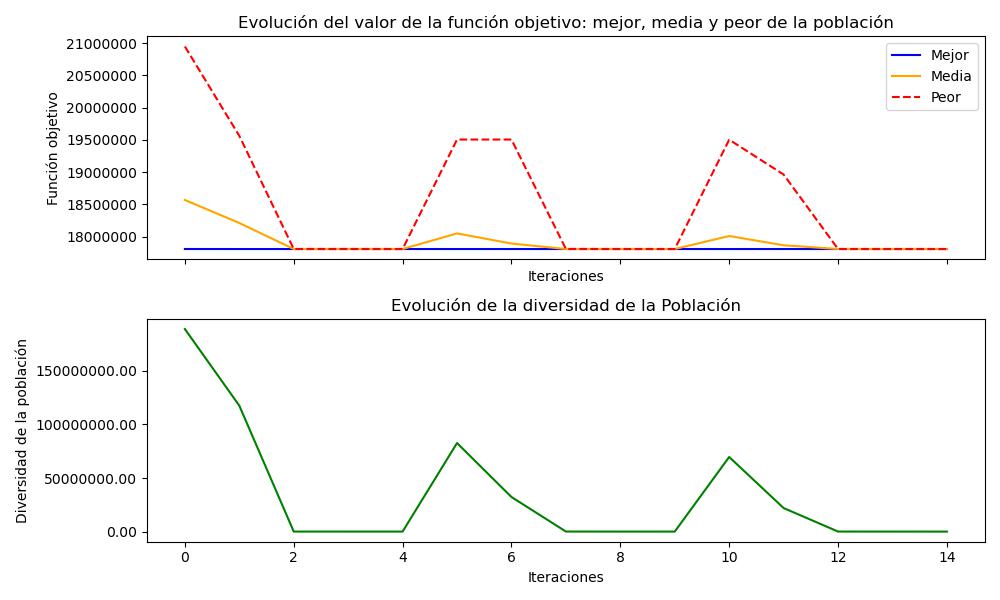 Evolución del valor de la función objetivo: mejor, media y peor de la población
21000000
20500000
20000000
19500000
19000000
18500000
18000000
Función objetivo
Mejor
Media
Peor
Iteraciones
Evolución de la diversidad de la Población
150000000.00
100000000.00
50000000.00
0.00
Diversidad de la población
0 2 4 6 8 10 12 14
Iteraciones